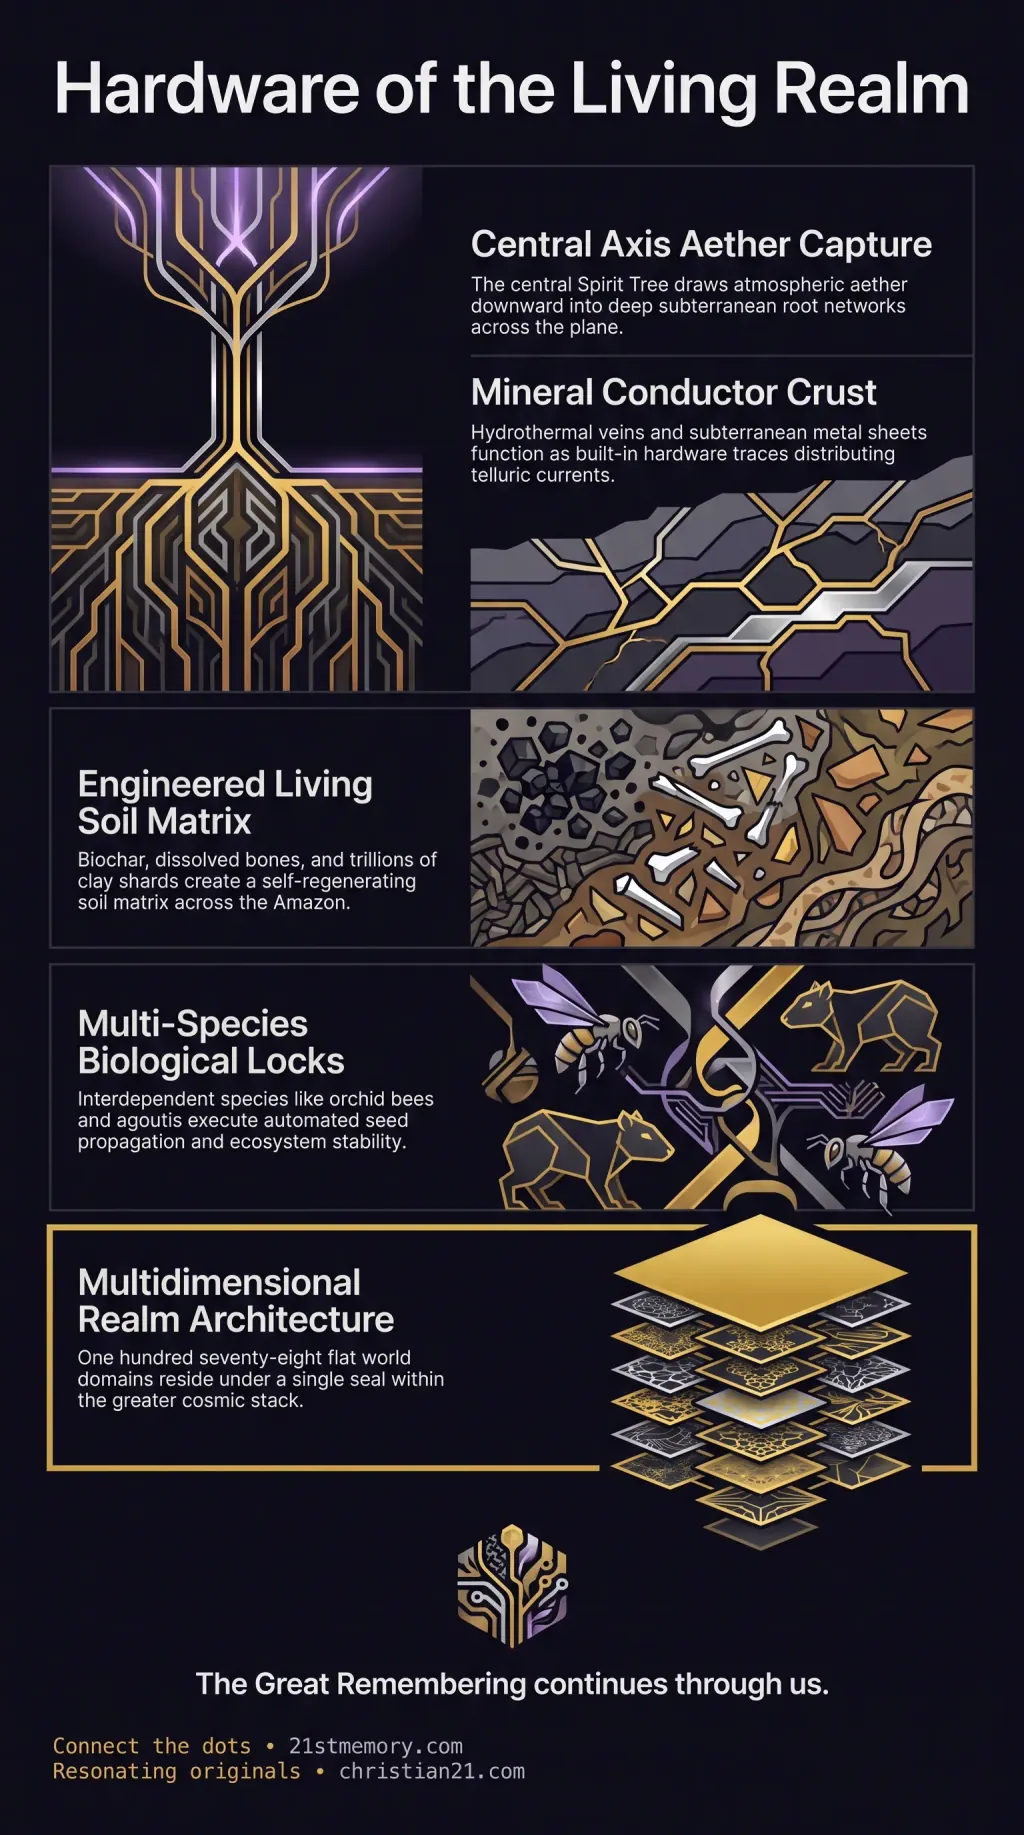 Hardware of the Living Realm
Central Axis Aether Capture
The central Spirit Tree draws atmospheric aether
downward into deep subterranean root networks
across the plane.
Mineral Conductor Crust
Hydrothermal veins and subterranean metal sheets
function as built-in hardware traces distributing
telluric currents.
Engineered Living
Soil Matrix
Biochar, dissolved bones, and trillions of
clay shards create a self-regenerating
soil matrix across the Amazon.
Multi-Species
Biological Locks
Interdependent species like orchid bees
and agoutis execute automated seed
propagation and ecosystem stability.
Multidimensional
Realm Architecture
One hundred seventy-eight flat world
domains reside under a single seal within
the greater cosmic stack.
The Great Remembering continues through us.
Connect the dots • 21stmemory.com
Resonating originals • christian21.com